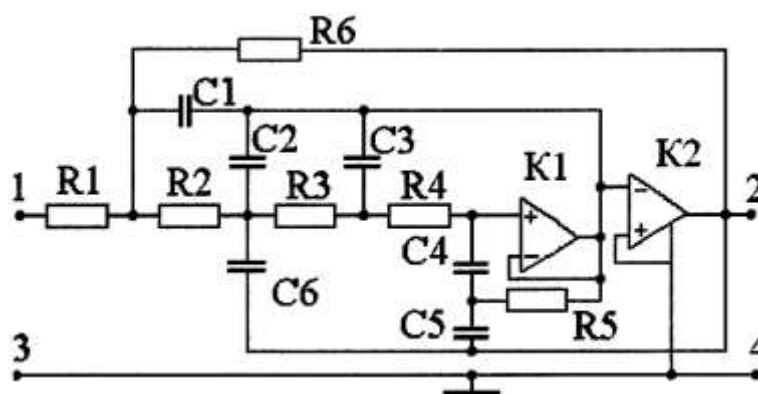 R6
C1
C2 C3 K1 K2
1 R1 R2 R3 R4 2
+ − − +
C4
C6
C5 R5
3 4